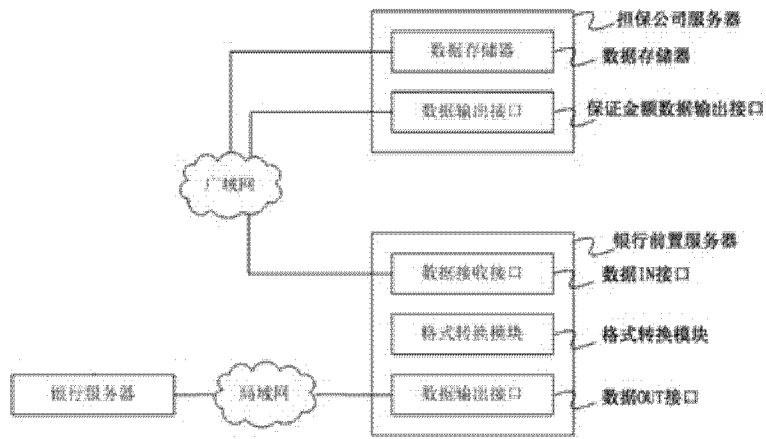 担保公司服务器
数据存储器
数据存储器
数据输出接口
保证金额数据输出接口
广域网
银行前置服务器
数据接收接口
数据IN接口
格式转换模块
格式转换模块
银行服务器
局域网
数据输出接口
数据OUT接口